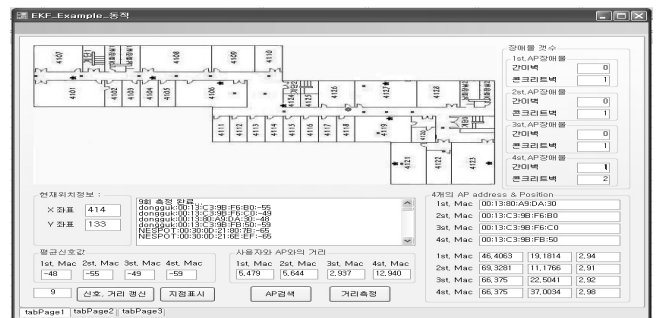 EKF_Example_동적
4107
4108
4109
4110
4101
4102
4103
4104
4105
4106
4124
4125
4126
4127
4128
4111
4112
4113
4114
4115
4116
4117
4118
4119
4120
4121
4122
4123
장애물 갯수
1st.AP장애물
간이벽 0
콘크리트벽 1
2st.AP장애물
간이벽 0
콘크리트벽 1
3st.AP장애물
간이벽 0
콘크리트벽 1
4st.AP장애물
간이벽 1
콘크리트벽 2
현재위치정보 :
X 좌표 414
Y 좌표 133
9회 측정 완료
dongguk:00:13:C3:9B:F6:B0:-55
dongguk:00:13:C3:9B:F6:C0:-49
dongguk:00:13:80:A9:DA:30:-48
dongguk:00:13:C3:9B:FB:50:-59
NESPOT:00:30:0D:21:80:7B:-65
NESPOT:00:30:0D:21:6E:EF:-65
4개의 AP address & Position
1st, Mac 00:13:80:A9:DA:30
2st, Mac 00:13:C3:9B:F6:B0
3st, Mac 00:13:C3:9B:F6:C0
4st, Mac 00:13:C3:9B:FB:50
1st, Mac 46,4063 19,1814 2,94
2st, Mac 69,3281 11,1766 2,91
3st, Mac 66,375 22,5041 2,92
4st, Mac 66,375 37,0034 2,98
평균신호값
1st, Mac 2st, Mac 3st, Mac 4st, Mac
-48 -55 -49 -59
사용자와 AP와의 거리
1st, Mac 2st, Mac 3st, Mac 4st, Mac
5,479 5,644 2,937 12,940
9 신호, 거리 갱신 지점표시 AP검색 거리측정
tabPage1 tabPage2 tabPage3